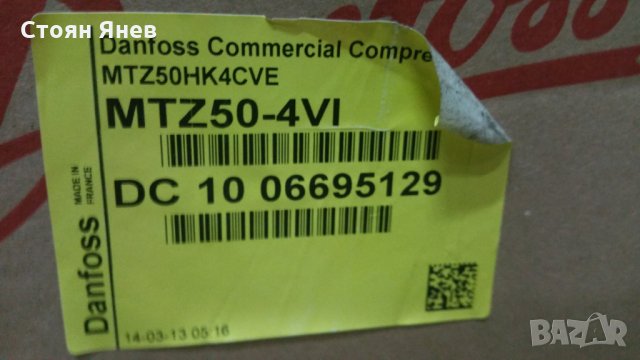 Стоян Янев
Danfoss Commercial Compre
MTZ50HK4CVE
MTZ50-4VI
DC 10 06695129
Danfoss
MADE IN
FRANCE
14-03-13 05:16
BAZAR